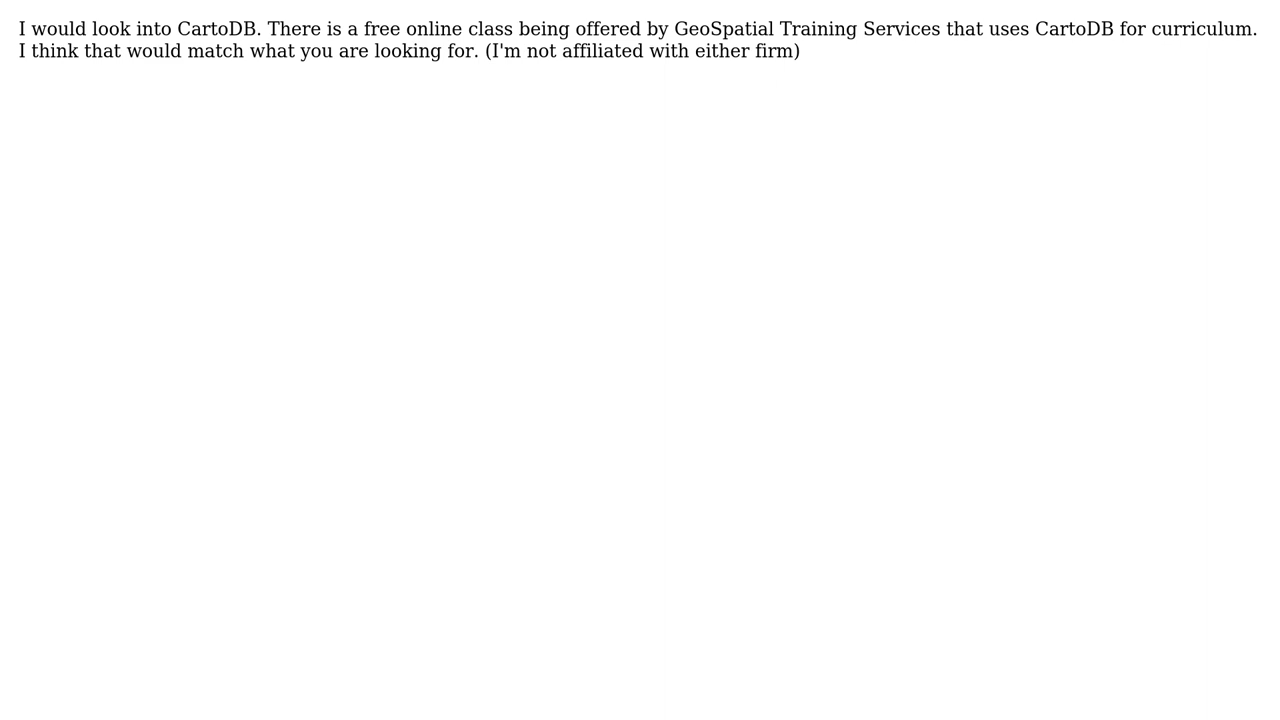 I would look into CartoDB. There is a free online class being offered by GeoSpatial Training Services that uses CartoDB for curriculum.
I think that would match what you are looking for. (I'm not affiliated with either firm)